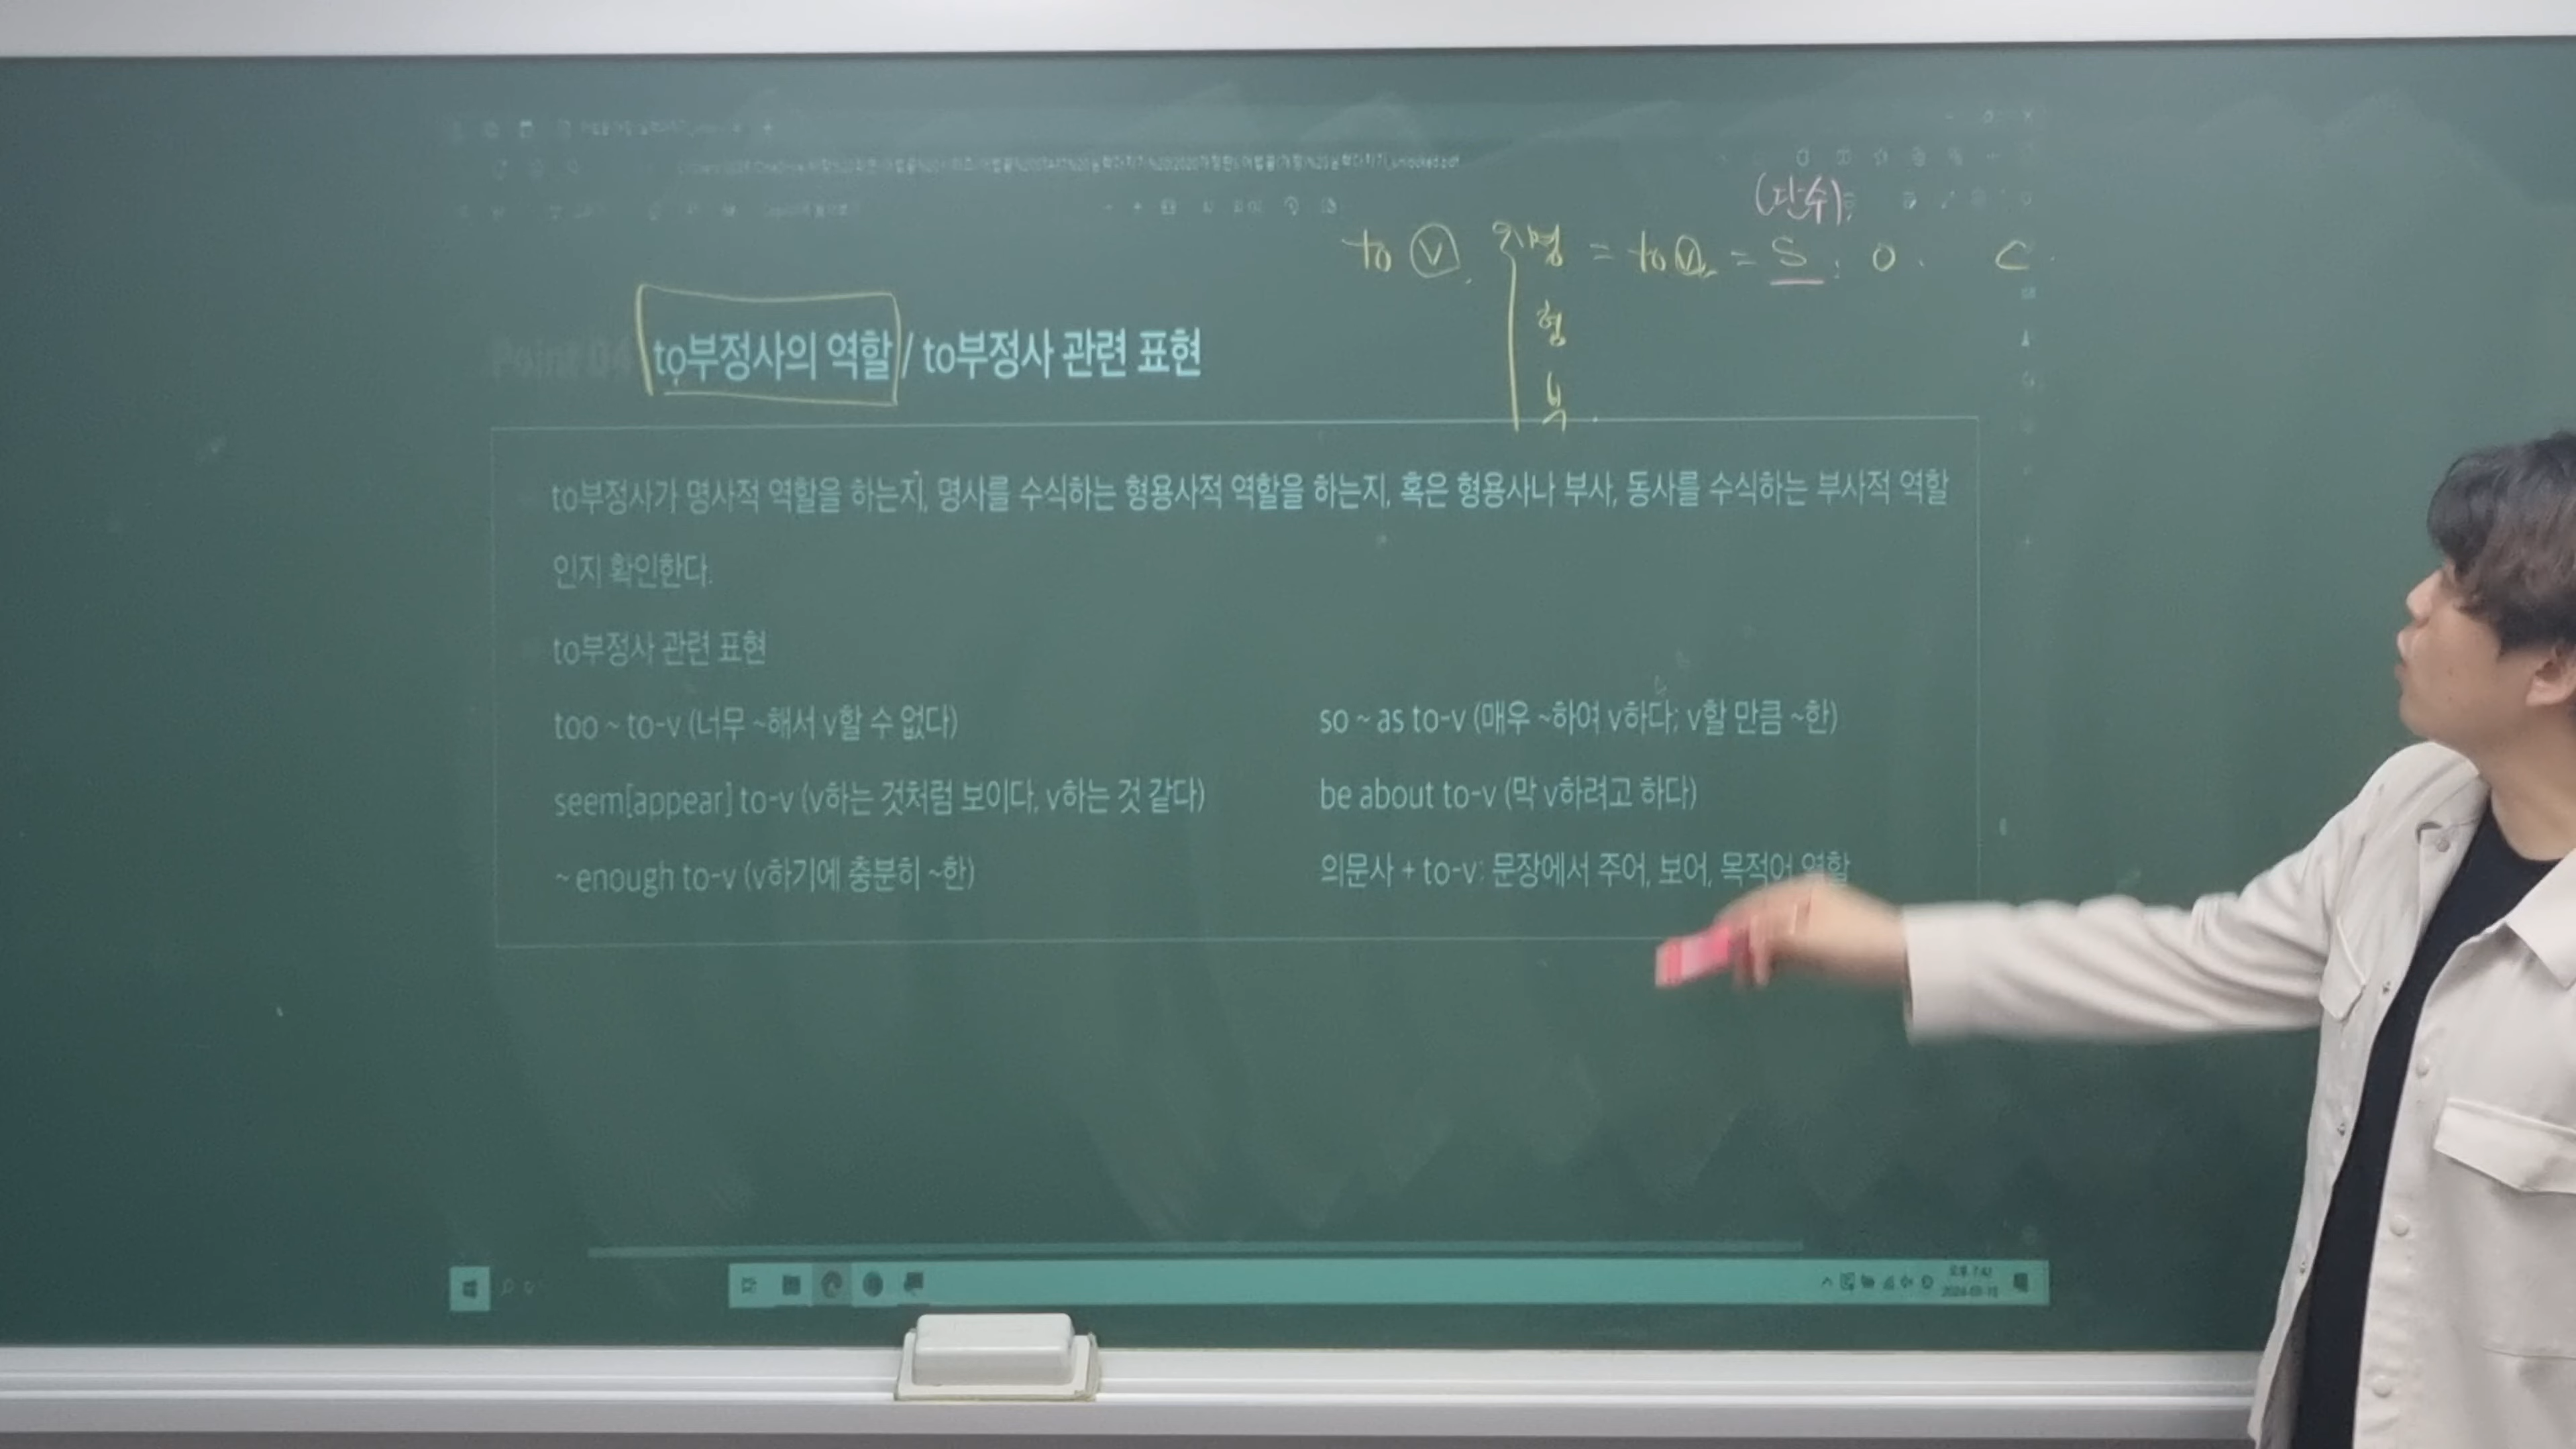 (단수)
to ⓥ 명 = to ⓥ = S. O. C.
형
부.
Point 04 to부정사의 역할 / to부정사 관련 표현
to부정사가 명사적 역할을 하는지, 명사를 수식하는 형용사적 역할을 하는지, 혹은 형용사나 부사, 동사를 수식하는 부사적 역할
인지 확인한다.
to부정사 관련 표현
too ~ to-v (너무 ~해서 v할 수 없다)
so ~ as to-v (매우 ~하여 v하다; v할 만큼 ~한)
seem[appear] to-v (v하는 것처럼 보이다, v하는 것 같다)
be about to-v (막 v하려고 하다)
~ enough to-v (v하기에 충분히 ~한)
의문사 + to-v: 문장에서 주어, 보어, 목적어 역할